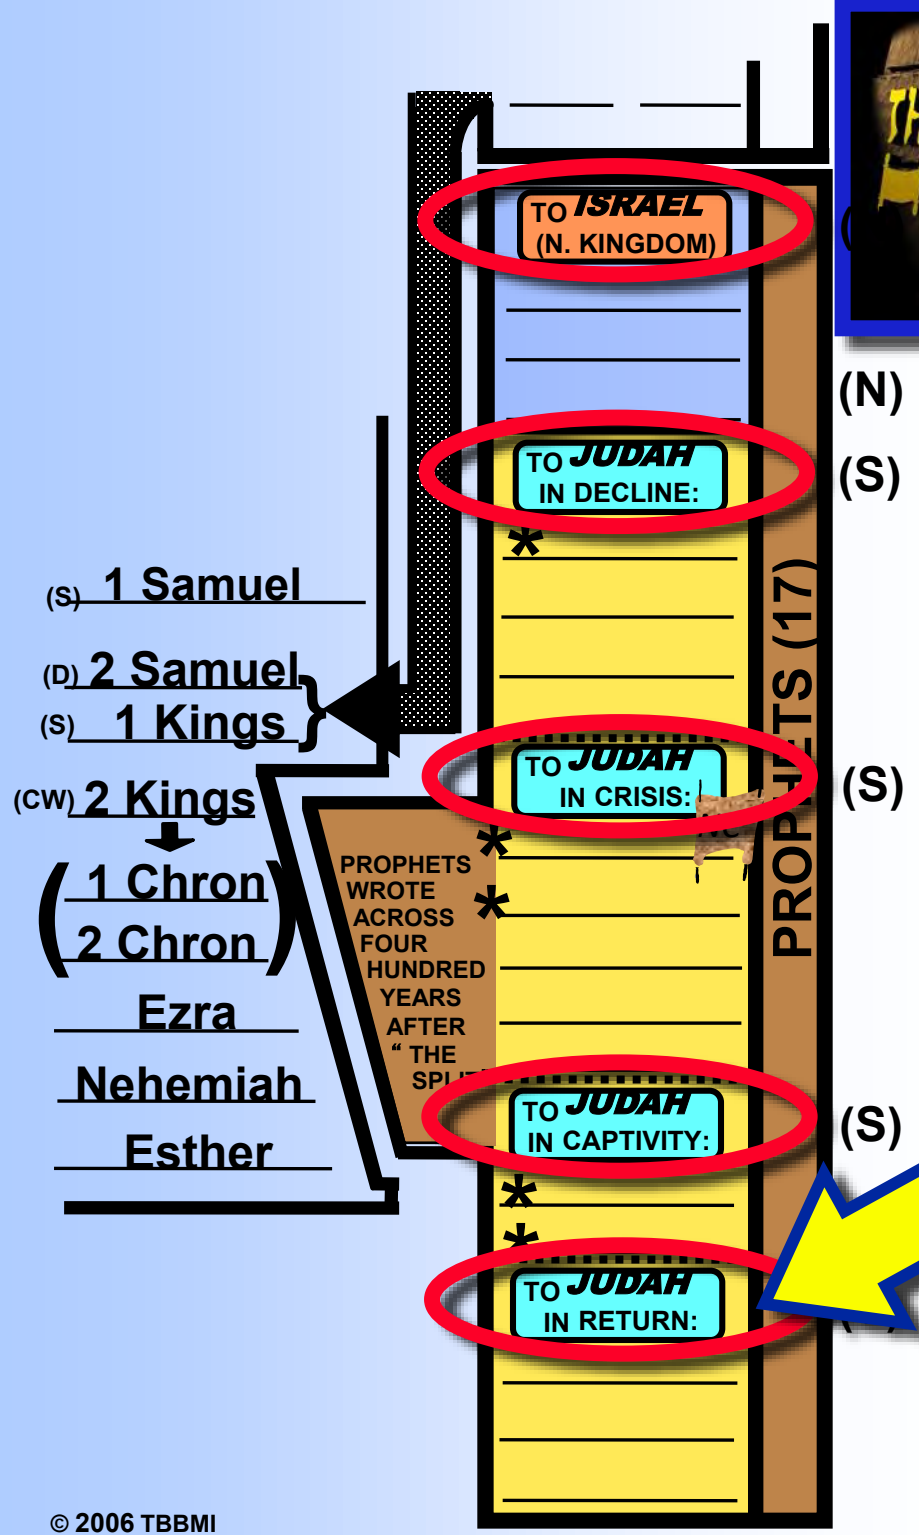 TO ISRAEL
(N. KINGDOM)
(N)
TO JUDAH
IN DECLINE:
(S)
*
(S) 1 Samuel
(D) 2 Samuel
(S) 1 Kings
}
(CW) 2 Kings
( 1 Chron )
2 Chron
Ezra
Nehemiah
Esther
TO JUDAH
IN CRISIS:
(S)
*
*
PROPHETS
WROTE
ACROSS
FOUR
HUNDRED
YEARS
AFTER
“ THE
SPLIT
PROPHETS (17)
TO JUDAH
IN CAPTIVITY:
(S)
*
*
TO JUDAH
IN RETURN:
© 2006 TBBMI